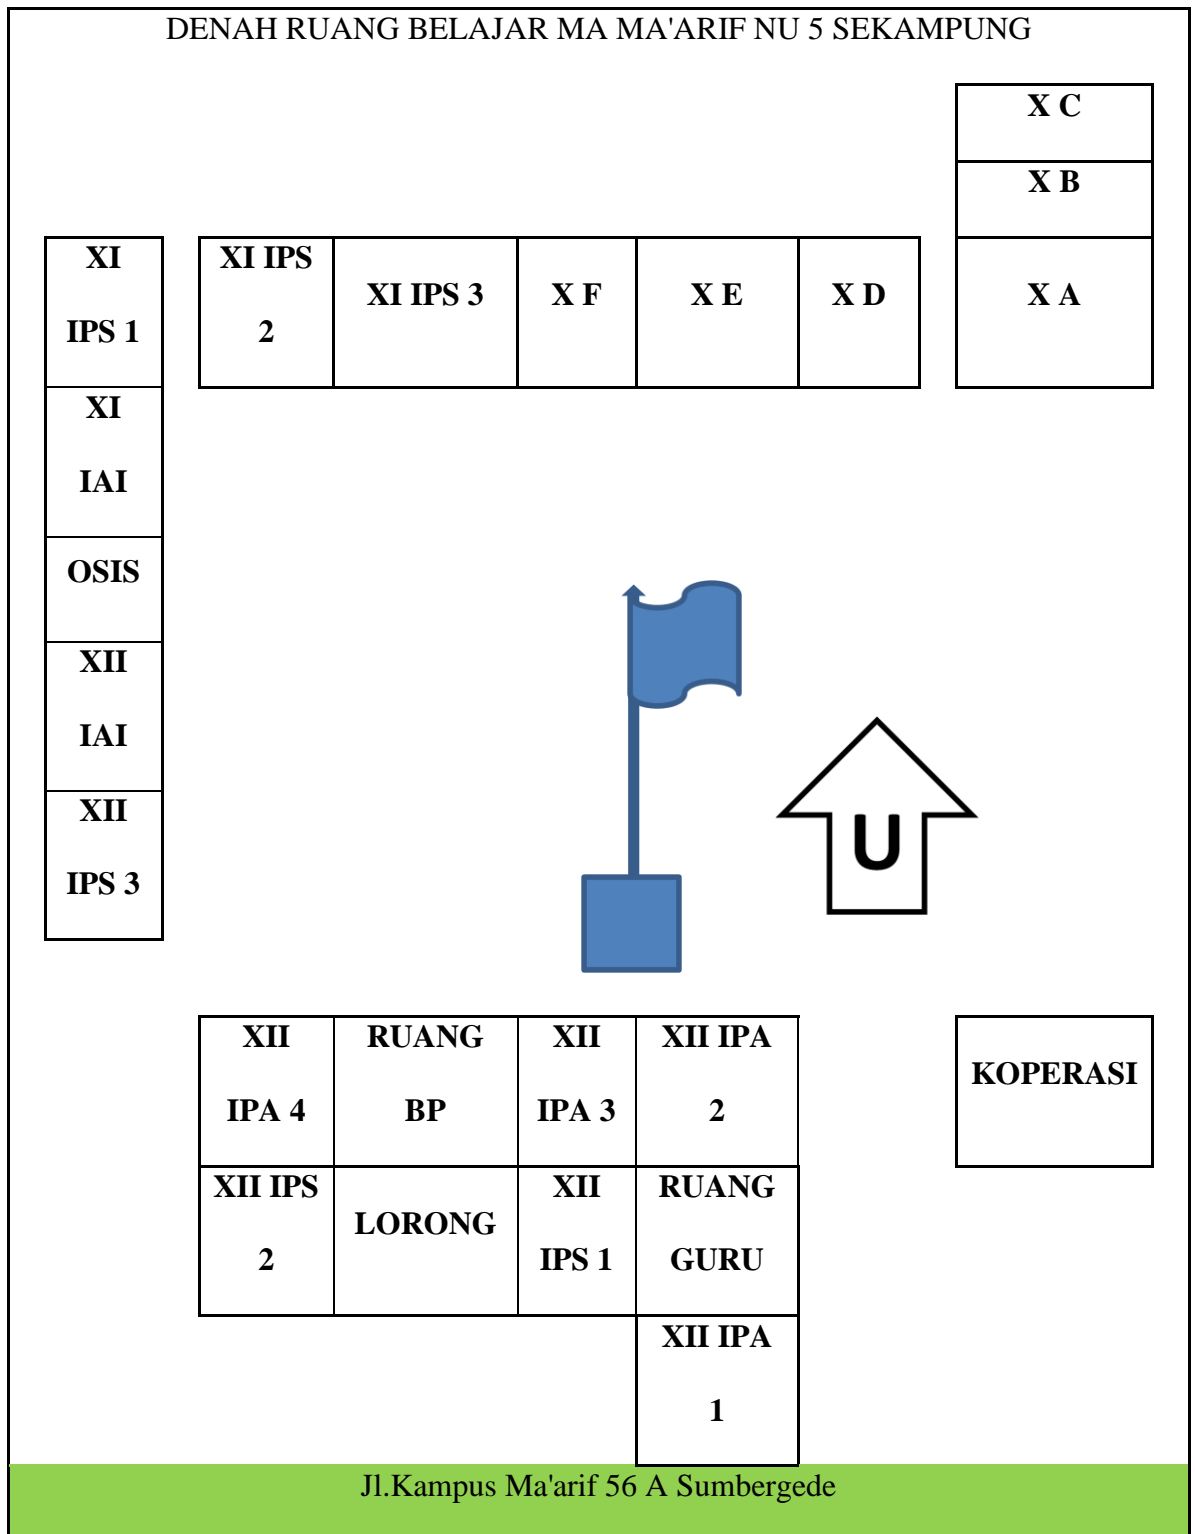 DENAH RUANG BELAJAR MA MA'ARIF NU 5 SEKAMPUNG
X C
X B
XI
IPS 1
XI IPS
2
XI IPS 3
X F
X E
X D
X A
XI
IAI
OSIS
XII
IAI
XII
IPS 3
U
XII
IPA 4
RUANG
BP
XII
IPA 3
XII IPA
2
KOPERASI
XII IPS
2
LORONG
XII
IPS 1
RUANG
GURU
XII IPA
1
Jl.Kampus Ma'arif 56 A Sumbergede